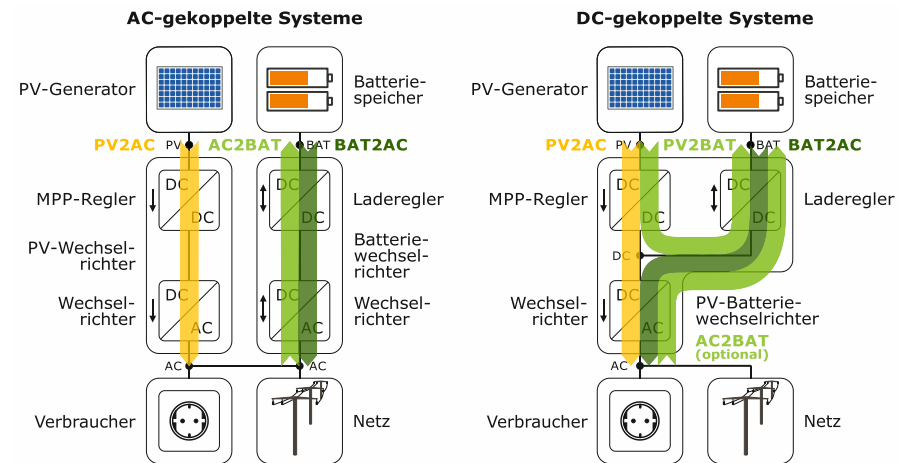 AC-gekoppelte Systeme
PV-Generator
Batterie-
speicher
PV2AC
PV
AC2BAT
BAT
BAT2AC
MPP-Regler
DC
DC
DC
DC
Laderegler
PV-Wechsel-
richter
Batterie-
wechsel-
richter
Wechsel-
richter
DC
AC
DC
AC
Wechsel-
richter
AC
AC
Verbraucher
Netz
DC-gekoppelte Systeme
PV-Generator
Batterie-
speicher
PV2AC
PV
PV2BAT
BAT
BAT2AC
MPP-Regler
DC
DC
DC
DC
Laderegler
DC
Wechsel-
richter
DC
AC
PV-Batterie-
wechselrichter
AC2BAT
(optional)
AC
Verbraucher
Netz